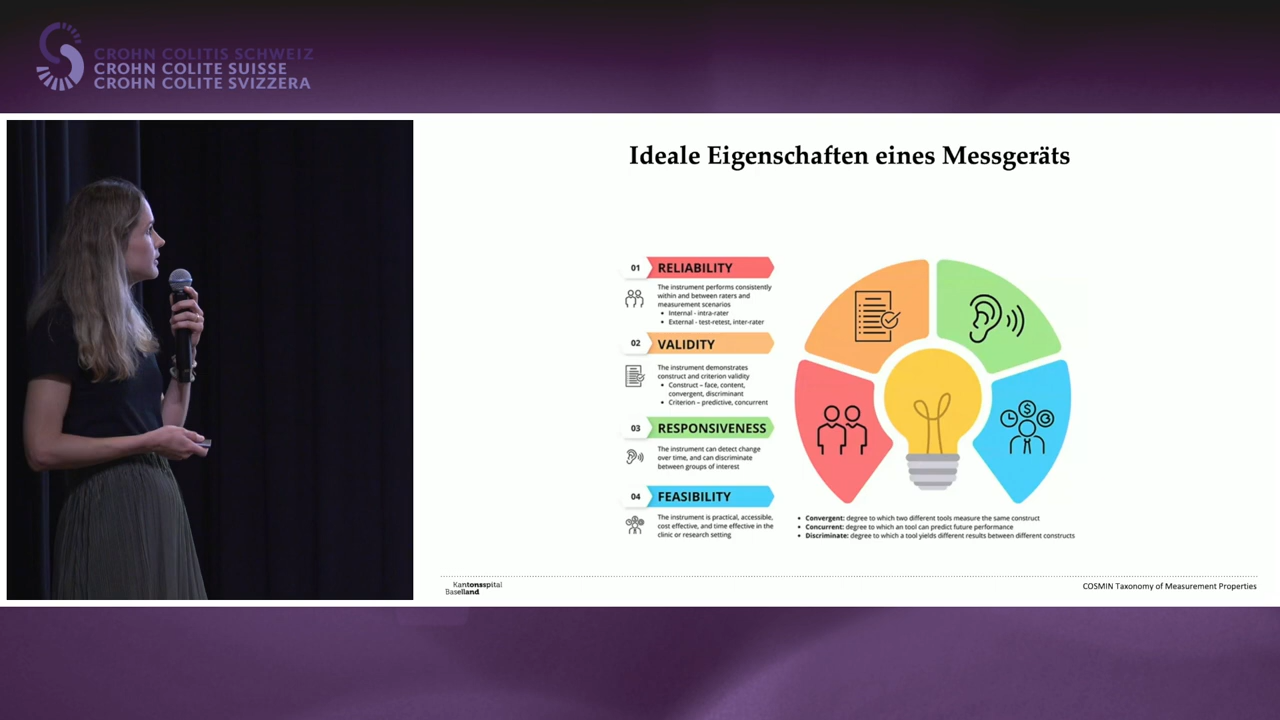 CROHN COLITIS SCHWEIZ
CROHN COLITE SUISSE
CROHN COLITE SVIZZERA
Ideale Eigenschaften eines Messgeräts
01 RELIABILITY
The instrument performs consistently
within and between raters and
measurement scenarios
• Internal - intra-rater
• External - test-retest, inter-rater
02 VALIDITY
The instrument demonstrates
construct and criterion validity
• Construct – face, content,
convergent, discriminant
• Criterion – predictive, concurrent
03 RESPONSIVENESS
The instrument can detect change
over time, and can discriminate
between groups of interest
04 FEASIBILITY
The instrument is practical, accessible,
cost effective, and time effective in the
clinic or research setting
$
• Convergent: degree to which two different tools measure the same construct
• Concurrent: degree to which an tool can predict future performance
• Discriminate: degree to which a tool yields different results between different constructs
Kantonsspital
Baselland
COSMIN Taxonomy of Measurement Properties